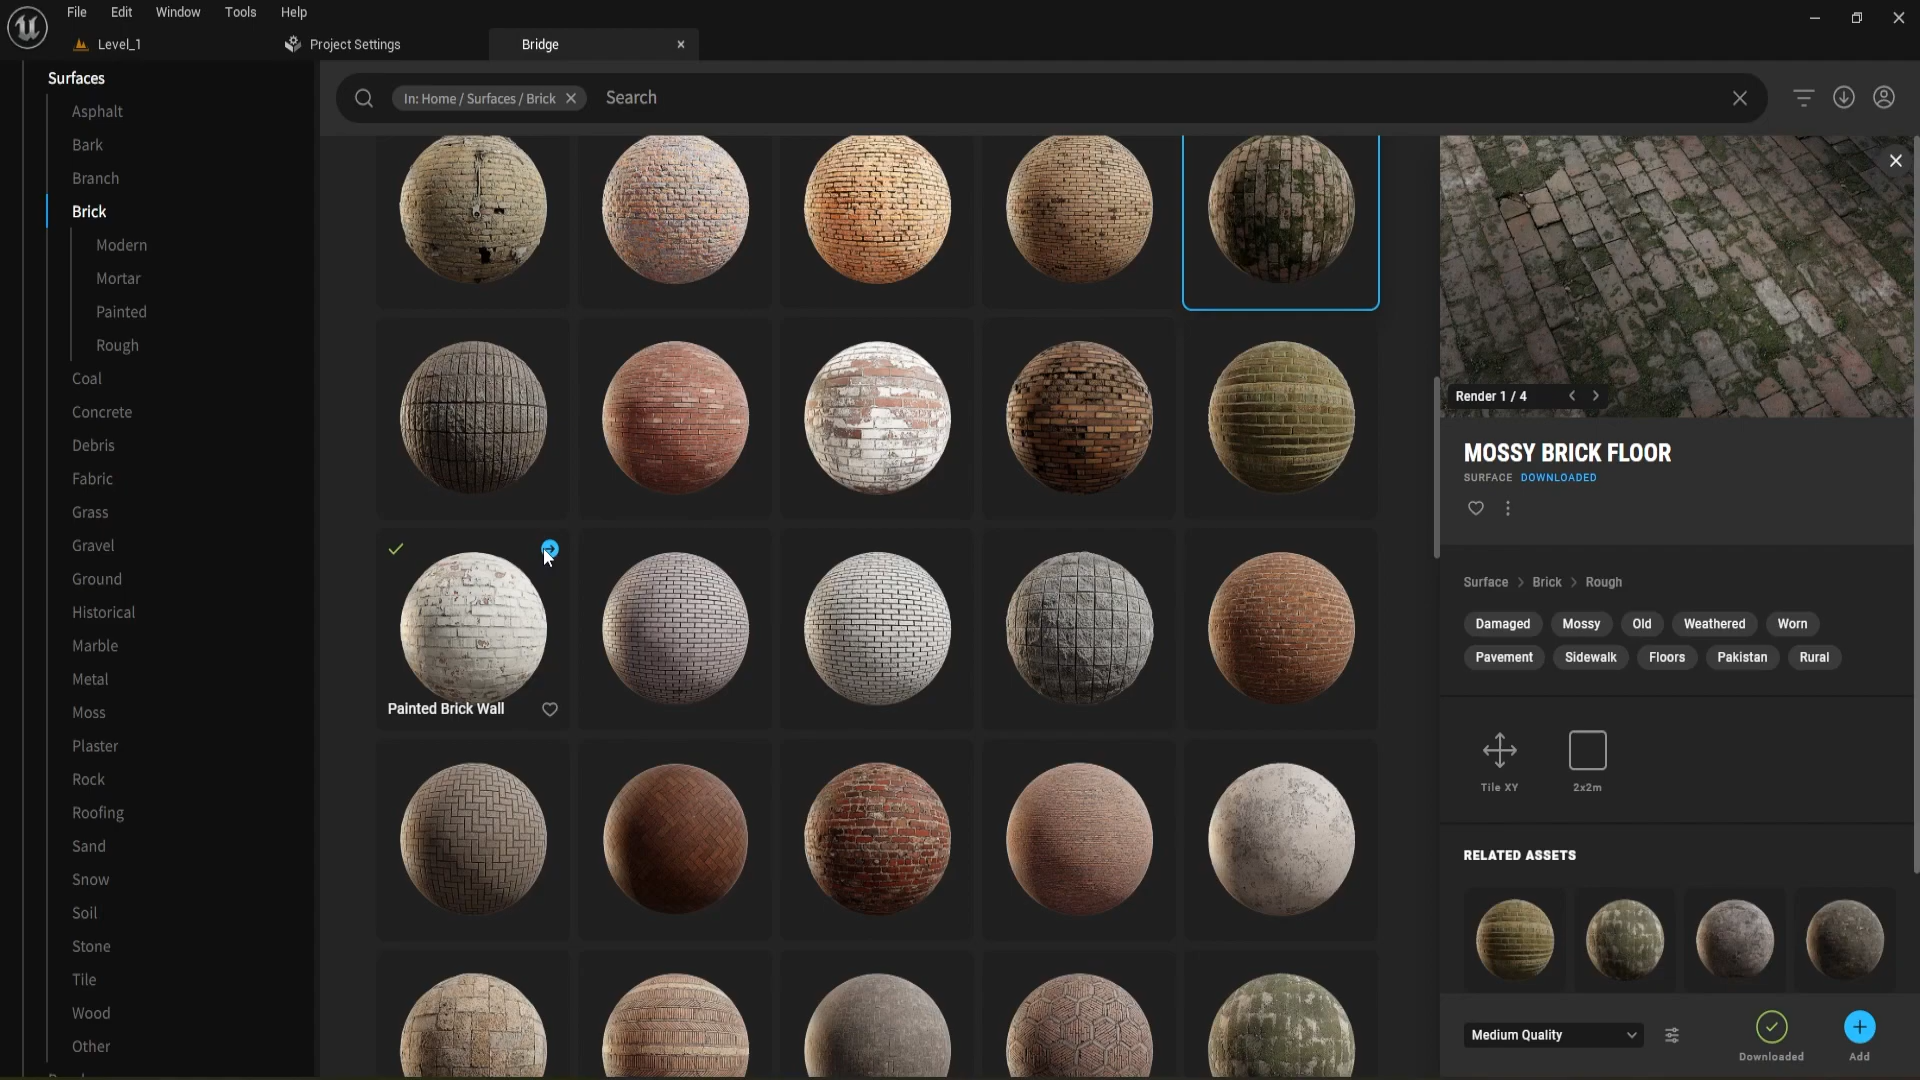 File Edit Window Tools Help
Level_1 Project Settings Bridge
Surfaces
Asphalt
Bark
Branch
Brick
Modern
Mortar
Painted
Rough
Coal
Concrete
Debris
Fabric
Grass
Gravel
Ground
Historical
Marble
Metal
Moss
Plaster
Rock
Roofing
Sand
Snow
Soil
Stone
Tile
Wood
Other
In: Home / Surfaces / Brick Search
Painted Brick Wall
Render 1 / 4
MOSSY BRICK FLOOR
SURFACE DOWNLOADED
Surface > Brick > Rough
Damaged Mossy Old Weathered Worn
Pavement Sidewalk Floors Pakistan Rural
Tile XY 2x2m
RELATED ASSETS
Medium Quality
Downloaded Add